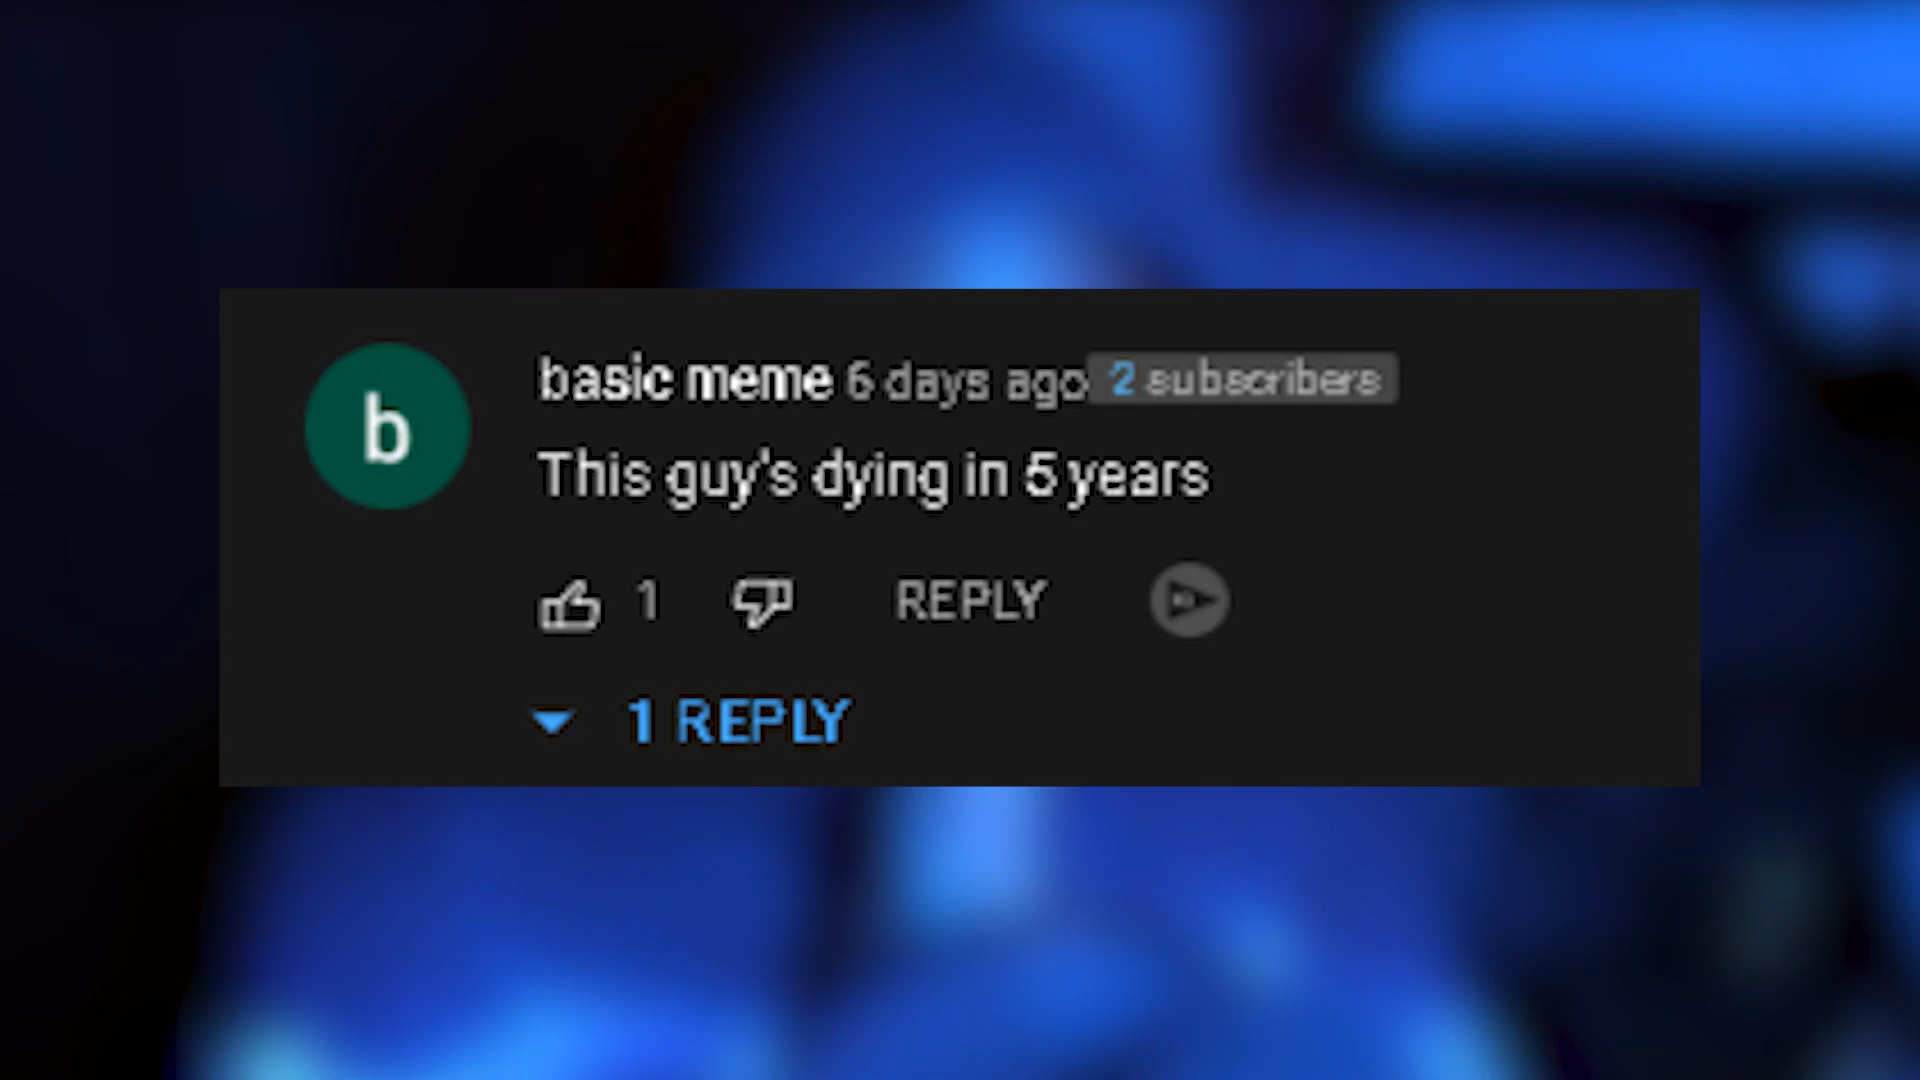 b
basic meme 6 days ago 2 subscribers
This guy's dying in 5 years
1 REPLY
1 REPLY